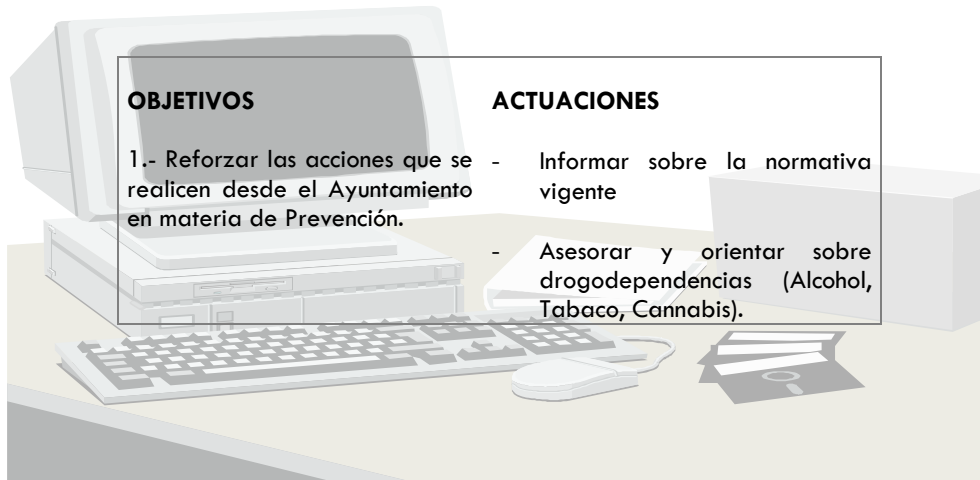 OBJETIVOS
1.- Reforzar las acciones que se
realicen desde el Ayuntamiento
en materia de Prevención.
ACTUACIONES
- Informar sobre la normativa
vigente
- Asesorar y orientar sobre
drogodependencias (Alcohol,
Tabaco, Cannabis).